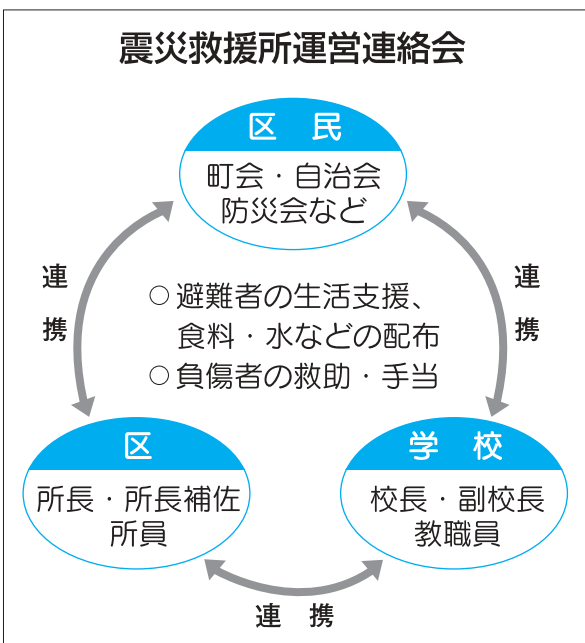 震災救援所運営連絡会
区 民
町会・自治会
防災会など
連携
連携
○避難者の生活支援、
食料・水などの配布
○負傷者の救助・手当
区
所長・所長補佐
所員
学 校
校長・副校長
教職員
連 携